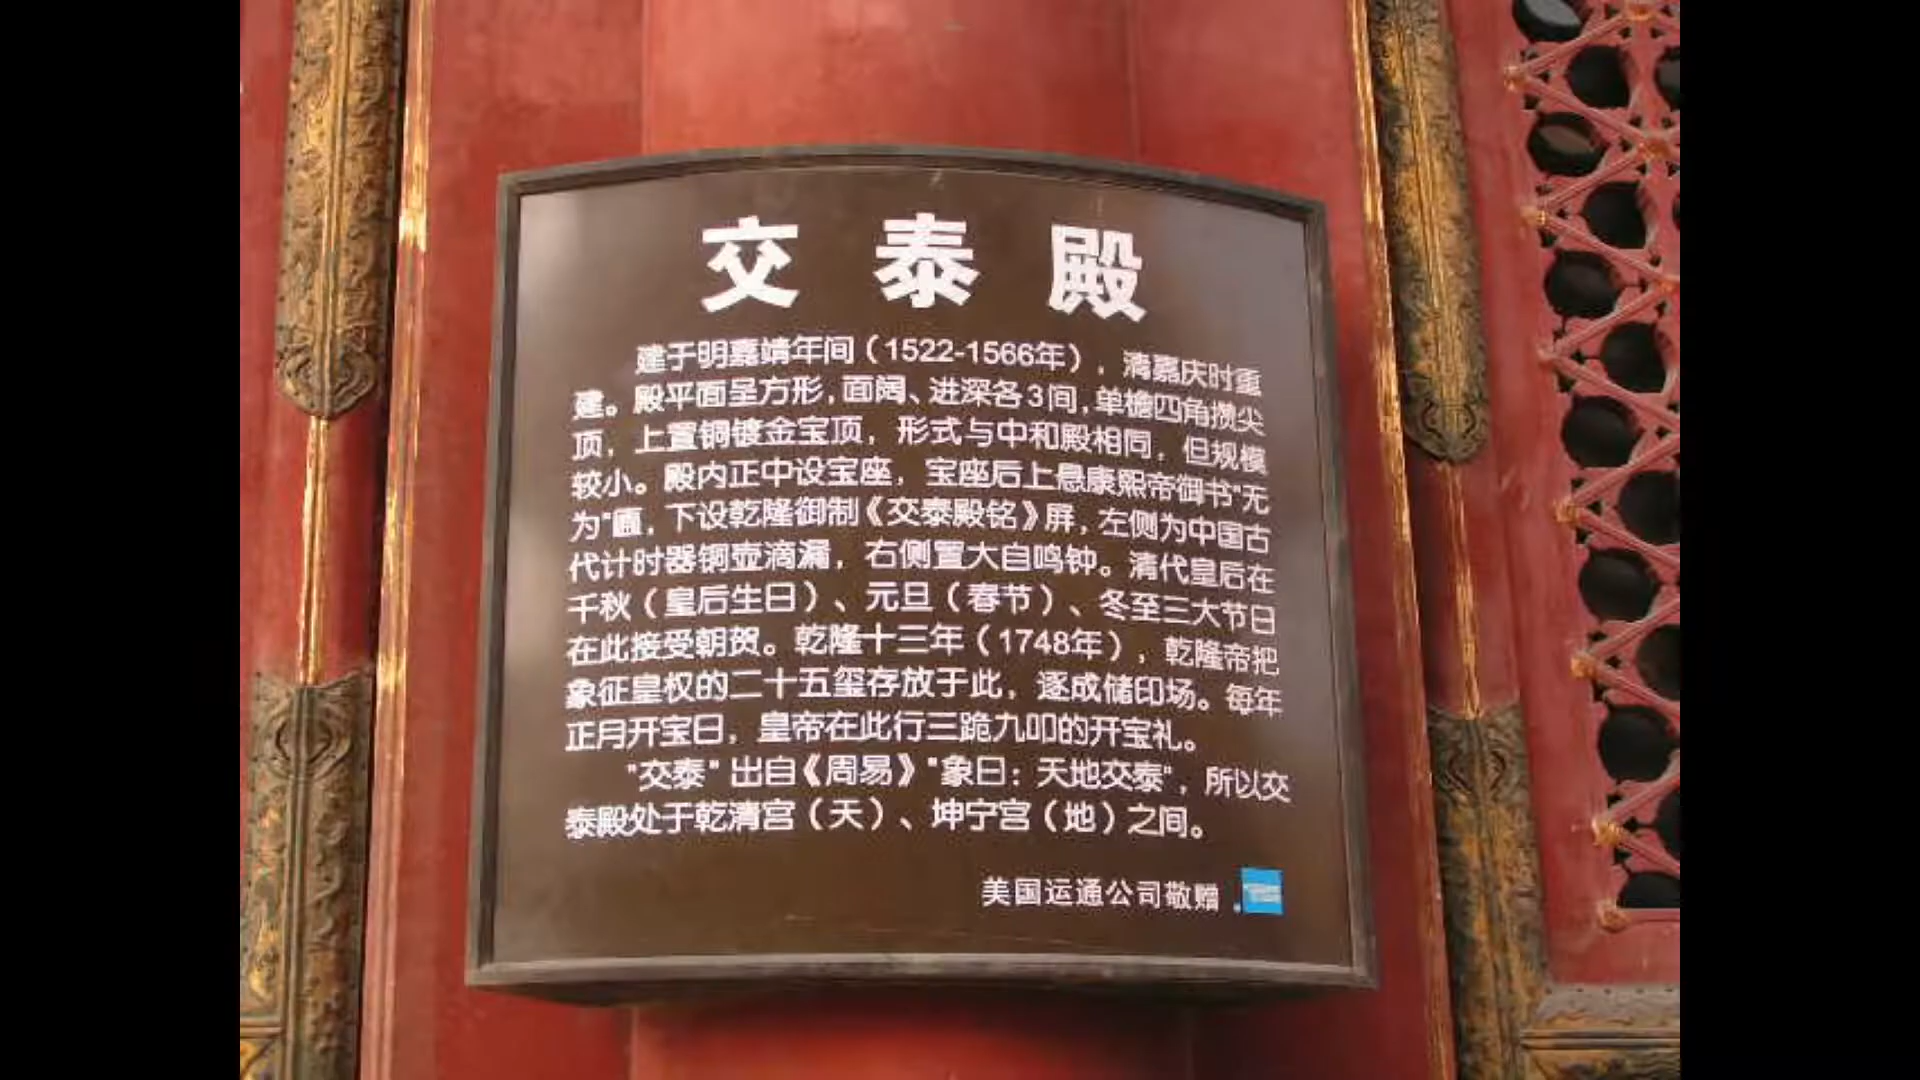 交泰殿
建于明嘉靖年间（1522-1566年），清嘉庆时重
建。殿平面呈方形，面阔、进深各3间，单檐四角攒尖
顶，上置铜镀金宝顶，形式与中和殿相同，但规模
较小。殿内正中设宝座，宝座后上悬康熙帝御书"无
为"匾，下设乾隆御制《交泰殿铭》屏，左侧为中国古
代计时器铜壶滴漏，右侧置大自鸣钟。清代皇后在
千秋（皇后生日）、元旦（春节）、冬至三大节日
在此接受朝贺。乾隆十三年（1748年），乾隆帝把
象征皇权的二十五玺存放于此，逐成储印场。每年
正月开宝日，皇帝在此行三跪九叩的开宝礼。
"交泰"出自《周易》"象曰：天地交泰"，所以交
泰殿处于乾清宫（天）、坤宁宫（地）之间。
美国运通公司敬赠